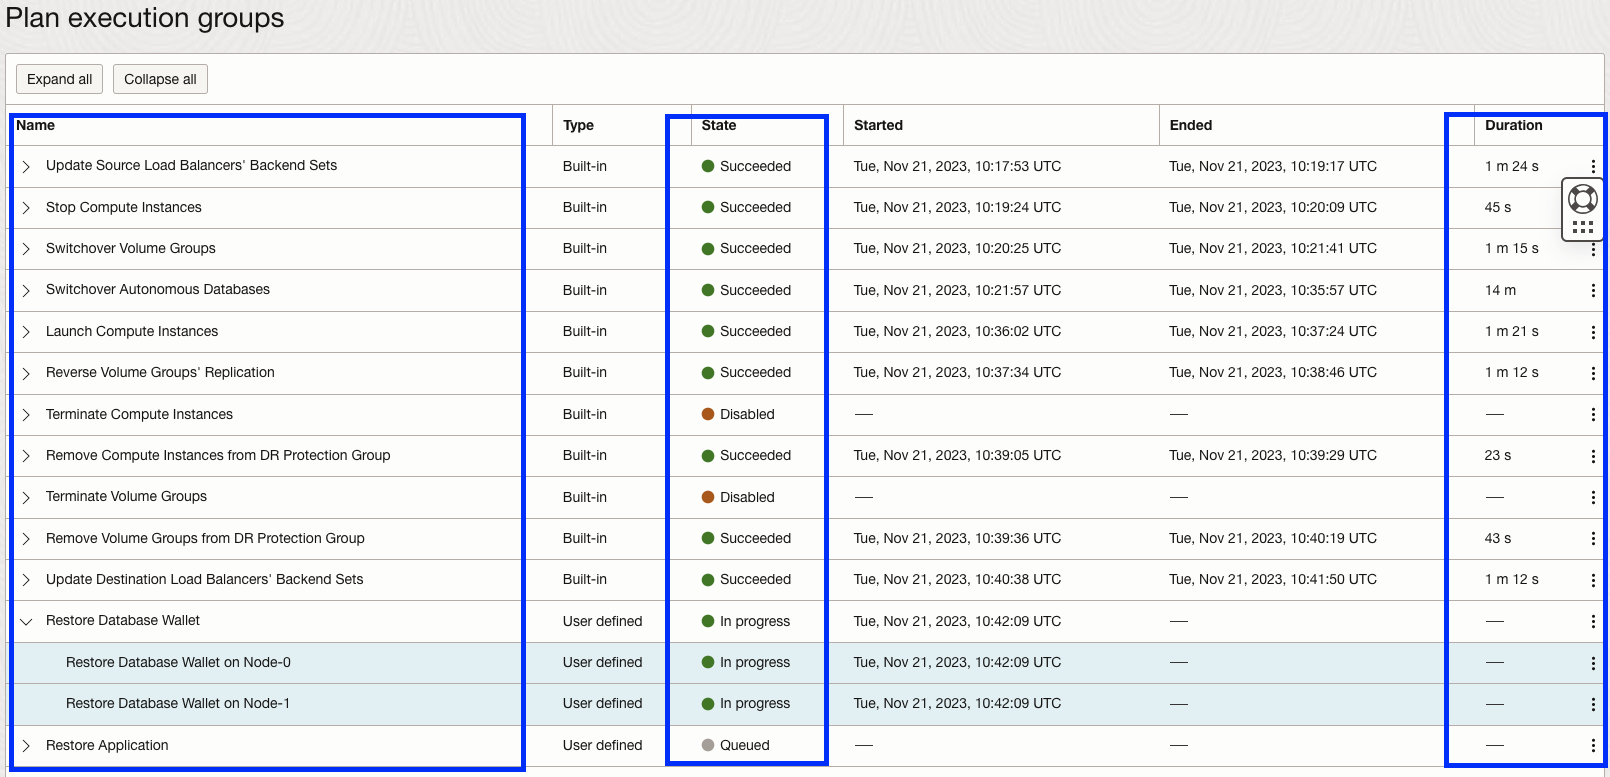 Plan execution groups
Expand all Collapse all
Name Type State Started Ended Duration
Update Source Load Balancers' Backend Sets Built-in Succeeded Tue, Nov 21, 2023, 10:17:53 UTC Tue, Nov 21, 2023, 10:19:17 UTC 1 m 24 s
Stop Compute Instances Built-in Succeeded Tue, Nov 21, 2023, 10:19:24 UTC Tue, Nov 21, 2023, 10:20:09 UTC 45 s
Switchover Volume Groups Built-in Succeeded Tue, Nov 21, 2023, 10:20:25 UTC Tue, Nov 21, 2023, 10:21:41 UTC 1 m 15 s
Switchover Autonomous Databases Built-in Succeeded Tue, Nov 21, 2023, 10:21:57 UTC Tue, Nov 21, 2023, 10:35:57 UTC 14 m
Launch Compute Instances Built-in Succeeded Tue, Nov 21, 2023, 10:36:02 UTC Tue, Nov 21, 2023, 10:37:24 UTC 1 m 21 s
Reverse Volume Groups' Replication Built-in Succeeded Tue, Nov 21, 2023, 10:37:34 UTC Tue, Nov 21, 2023, 10:38:46 UTC 1 m 12 s
Terminate Compute Instances Built-in Disabled — — —
Remove Compute Instances from DR Protection Group Built-in Succeeded Tue, Nov 21, 2023, 10:39:05 UTC Tue, Nov 21, 2023, 10:39:29 UTC 23 s
Terminate Volume Groups Built-in Disabled — — —
Remove Volume Groups from DR Protection Group Built-in Succeeded Tue, Nov 21, 2023, 10:39:36 UTC Tue, Nov 21, 2023, 10:40:19 UTC 43 s
Update Destination Load Balancers' Backend Sets Built-in Succeeded Tue, Nov 21, 2023, 10:40:38 UTC Tue, Nov 21, 2023, 10:41:50 UTC 1 m 12 s
Restore Database Wallet User defined In progress Tue, Nov 21, 2023, 10:42:09 UTC — —
Restore Database Wallet on Node-0 User defined In progress Tue, Nov 21, 2023, 10:42:09 UTC — —
Restore Database Wallet on Node-1 User defined In progress Tue, Nov 21, 2023, 10:42:09 UTC — —
Restore Application User defined Queued — — —